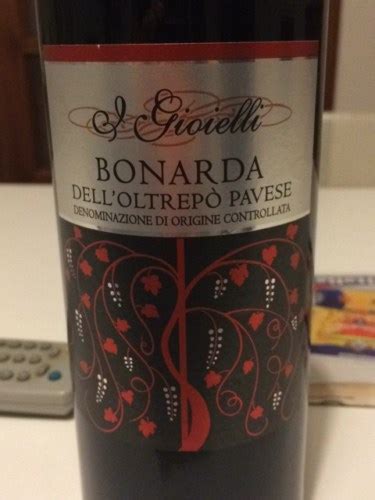 I Gioielli
BONARDA
DELL'OLTREPÒ PAVESE
DENOMINAZIONE DI ORIGINE CONTROLLATA